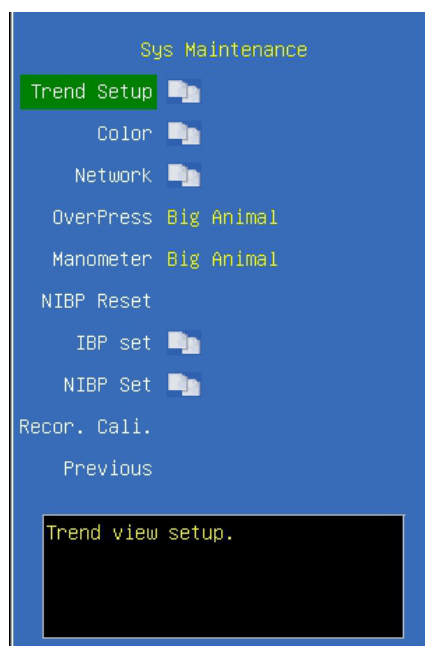 Sys Maintenance
Trend Setup
Color
Network
OverPress Big Animal
Manometer Big Animal
NIBP Reset
IBP set
NIBP Set
Recor. Cali.
Previous
Trend view setup.